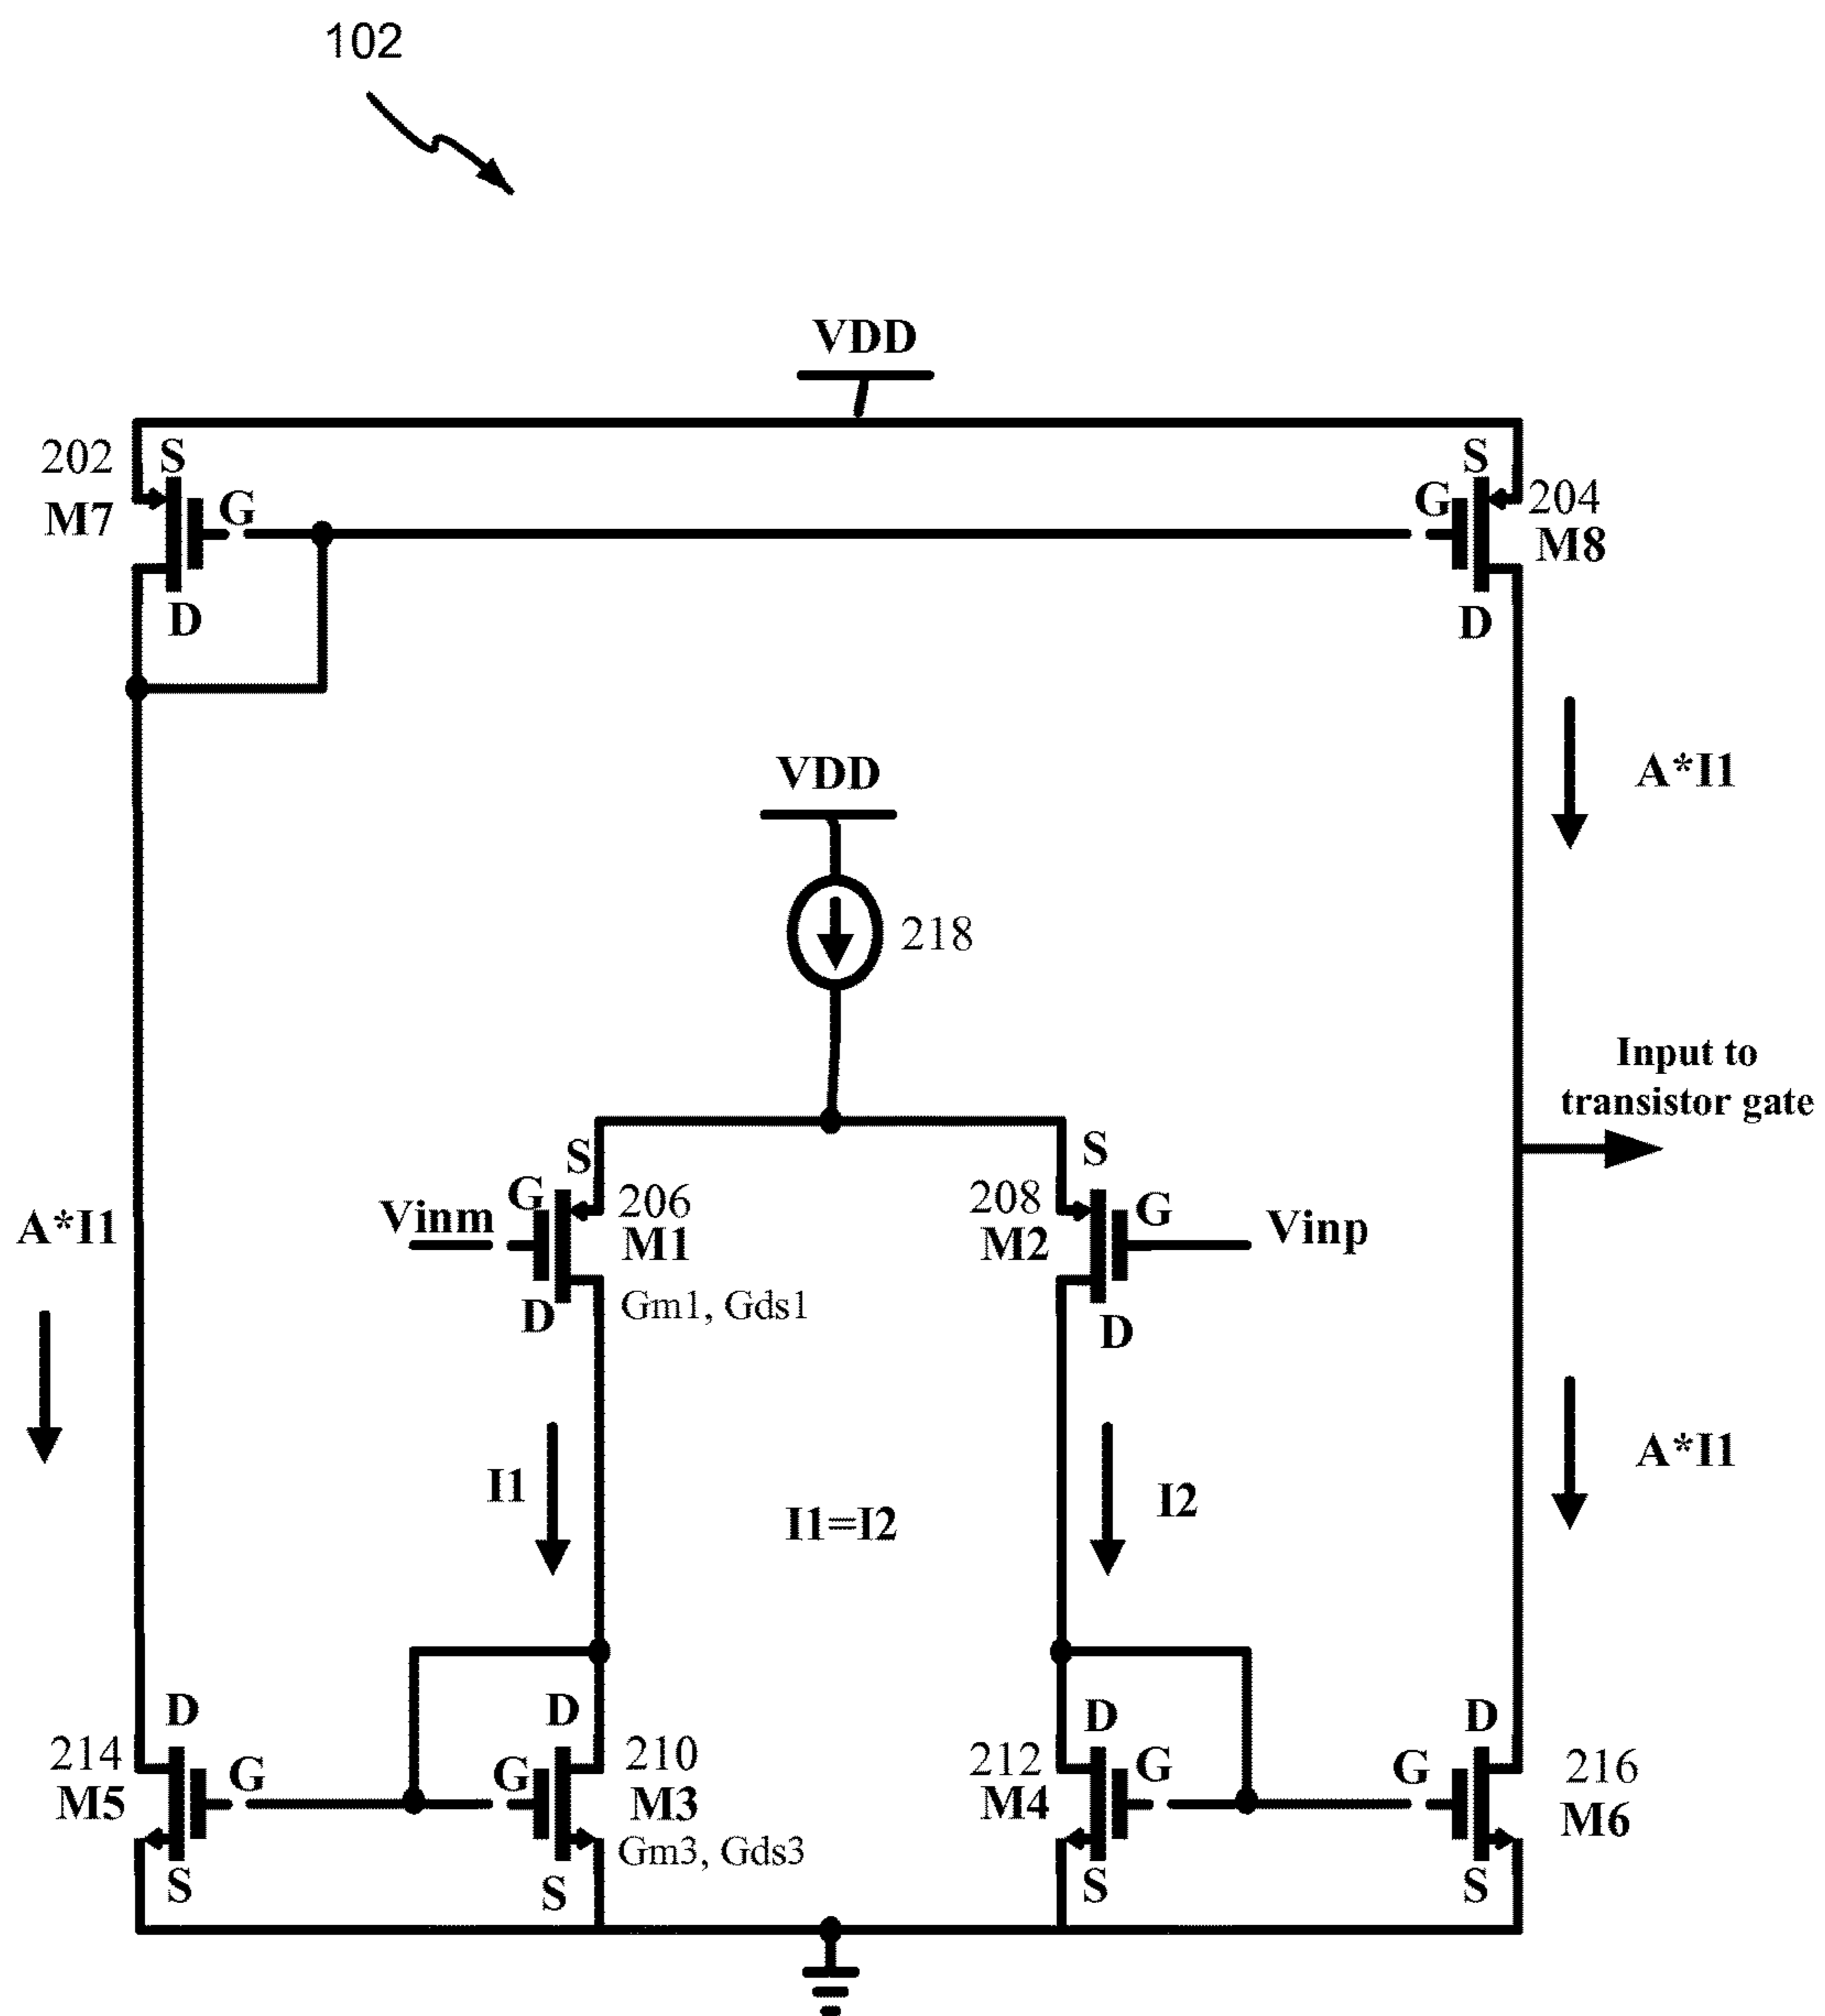 102
VDD
202
S
M7
G
D
S
G
204
M8
D
A*I1
VDD
218
Input to
transistor gate
S
G
206
Vinm
M1
Gm1, Gds1
D
S
208
G
M2
Vinp
D
A*I1
I1
I1=I2
I2
A*I1
D
214
G
M5
S
D
G
210
M3
Gm3, Gds3
S
D
212
G
M4
S
D
G
216
M6
S